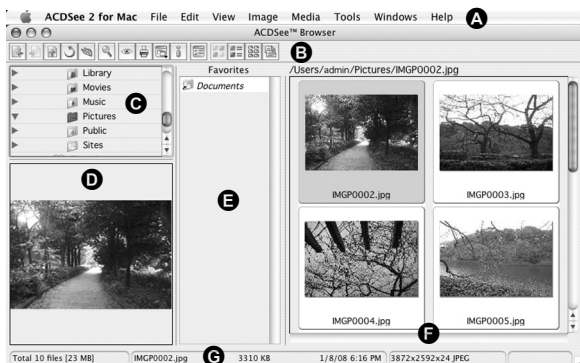 ACDSee 2 for Mac File Edit View Image Media Tools Windows Help A
ACDSee™ Browser
B
Library
Movies
Music
Pictures
Public
Sites
C
D
Favorites
Documents
E
/Users/admin/Pictures/IMGP0002.jpg
IMGP0002.jpg
IMGP0003.jpg
IMGP0004.jpg
IMGP0005.jpg
F
Total 10 files [23 MB] IMGP0002.jpg G 3310 KB 1/8/08 6:16 PM 3872x2592x24 JPEG